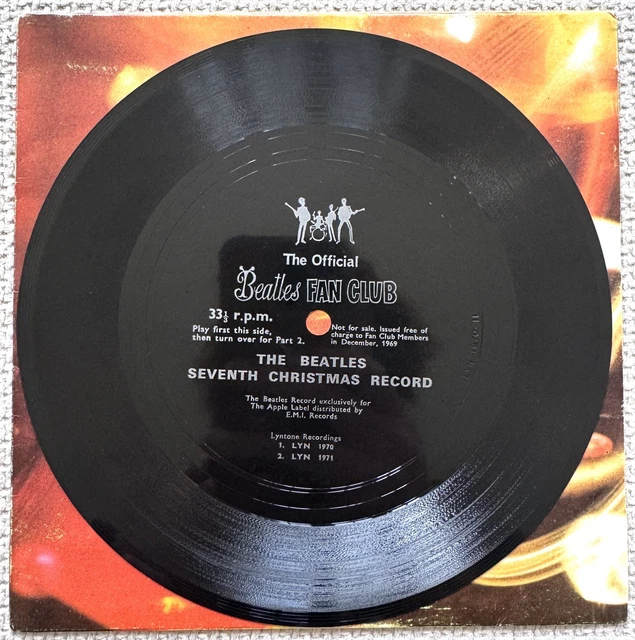 The Official
Beatles FAN CLUB
33⅓ r.p.m.
Play first this side,
then turn over for Part 2.
Not for sale. Issued free of
charge to Fan Club Members
in December, 1969
THE BEATLES
SEVENTH CHRISTMAS RECORD
The Beatles Record exclusively for
The Apple Label distributed by
E.M.I. Records
Lyntone Recordings
1. LYN 1970
2. LYN 1971